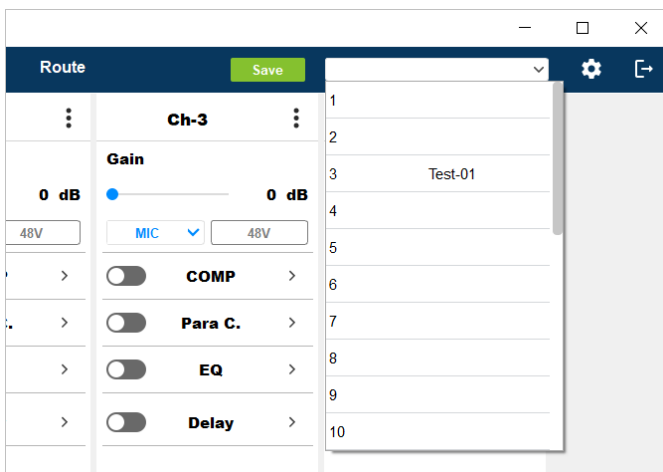 Route Save
Ch-3
Gain
0 dB 0 dB
48V MIC 48V
COMP
Para C.
EQ
Delay
1
2
3 Test-01
4
5
6
7
8
9
10